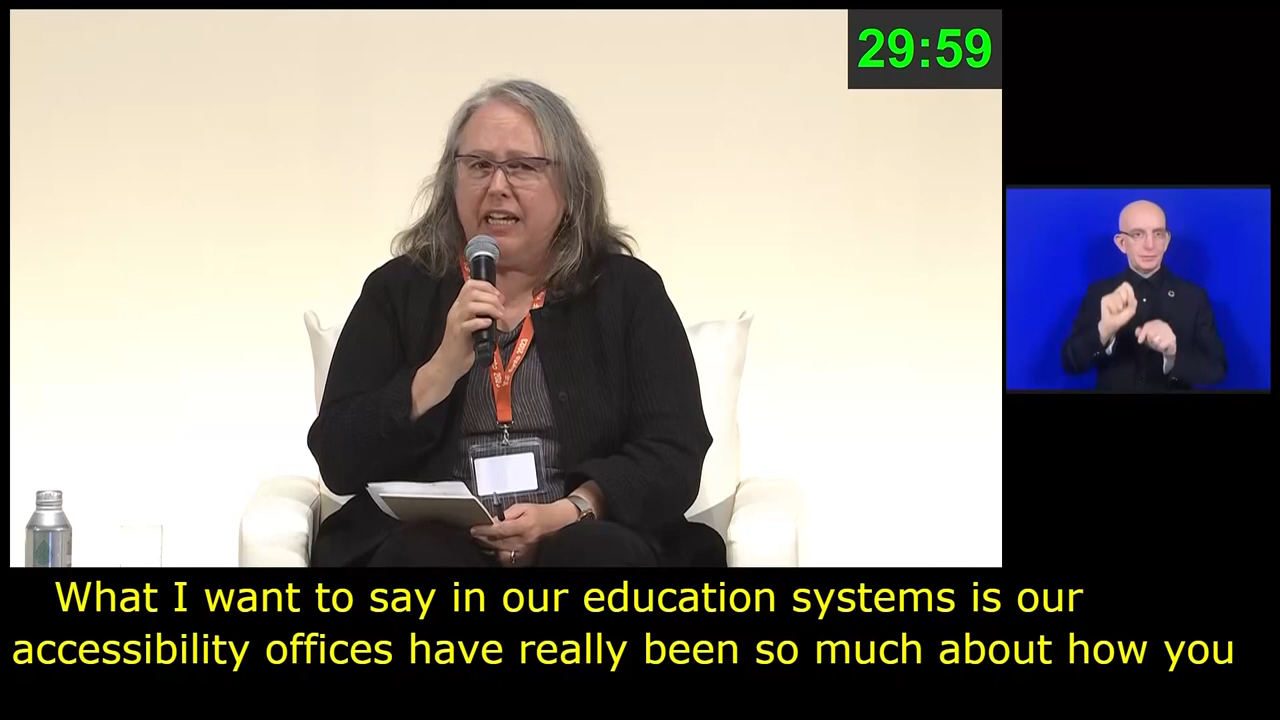 29:59
What I want to say in our education systems is our
accessibility offices have really been so much about how you